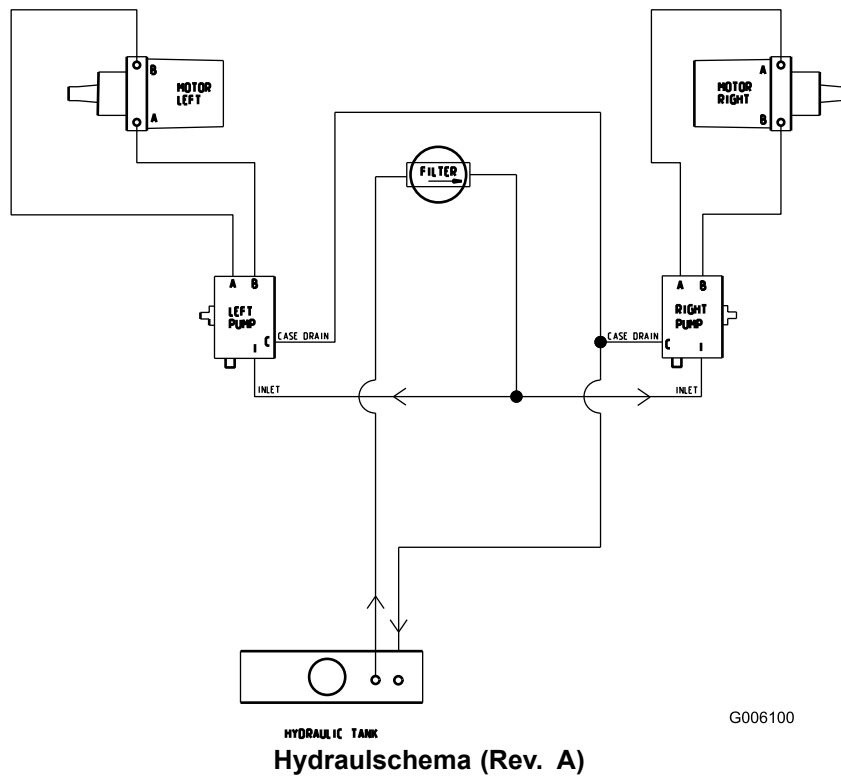 B
MOTOR
LEFT
A
A
MOTOR
RIGHT
B
FILTER
A B
LEFT
PUMP
C
I
CASE DRAIN
INLET
A B
RIGHT
PUMP
C
I
CASE DRAIN
INLET
HYDRAULIC TANK
G006100
Hydraulschema (Rev. A)